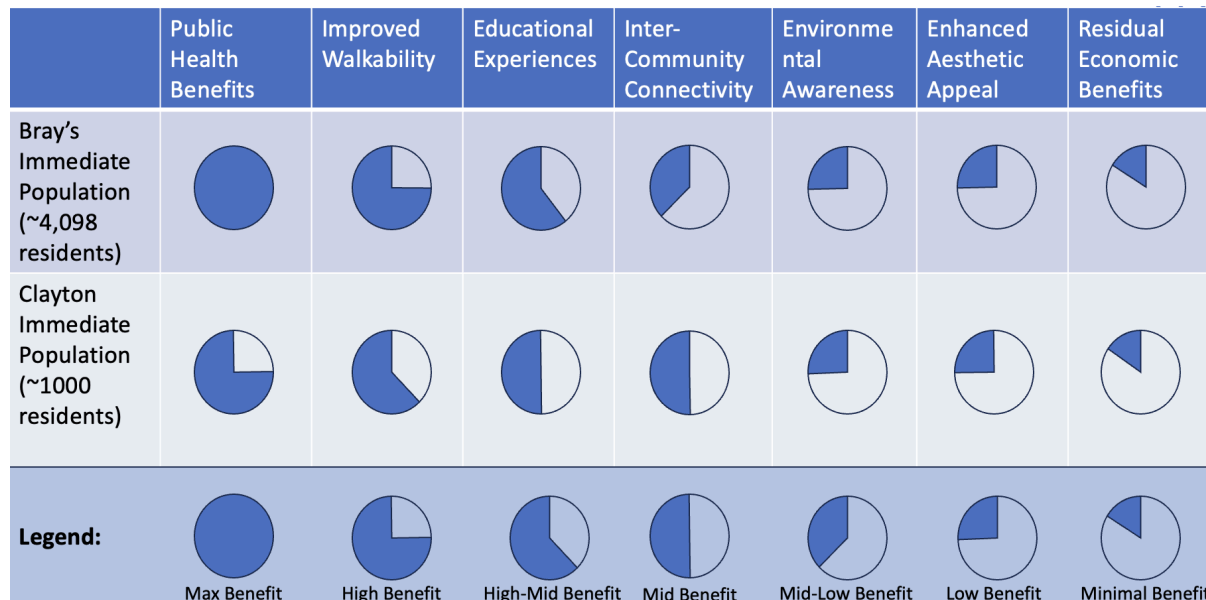 Public
Health
Benefits
Improved
Walkability
Educational
Experiences
Inter-
Community
Connectivity
Environme
ntal
Awareness
Enhanced
Aesthetic
Appeal
Residual
Economic
Benefits
Bray’s
Immediate
Population
(~4,098
residents)
Clayton
Immediate
Population
(~1000
residents)
Legend:
Max Benefit
High Benefit
High-Mid Benefit
Mid Benefit
Mid-Low Benefit
Low Benefit
Minimal Benefit